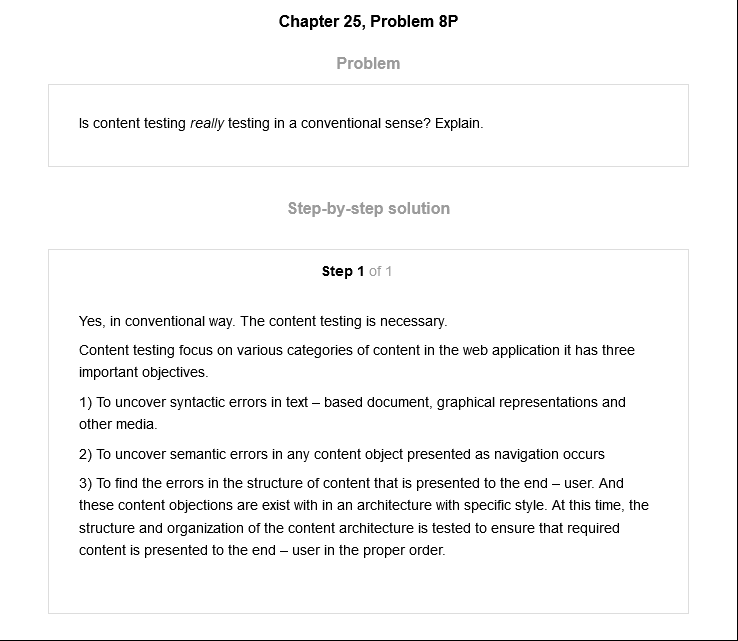 Chapter 25, Problem 8P
Problem
Is content testing really testing in a conventional sense? Explain.
Step-by-step solution
Step 1 of 1
Yes, in conventional way. The content testing is necessary.
Content testing focus on various categories of content in the web application it has three
important objectives.
1) To uncover syntactic errors in text – based document, graphical representations and
other media.
2) To uncover semantic errors in any content object presented as navigation occurs
3) To find the errors in the structure of content that is presented to the end – user. And
these content objections are exist with in an architecture with specific style. At this time, the
structure and organization of the content architecture is tested to ensure that required
content is presented to the end – user in the proper order.